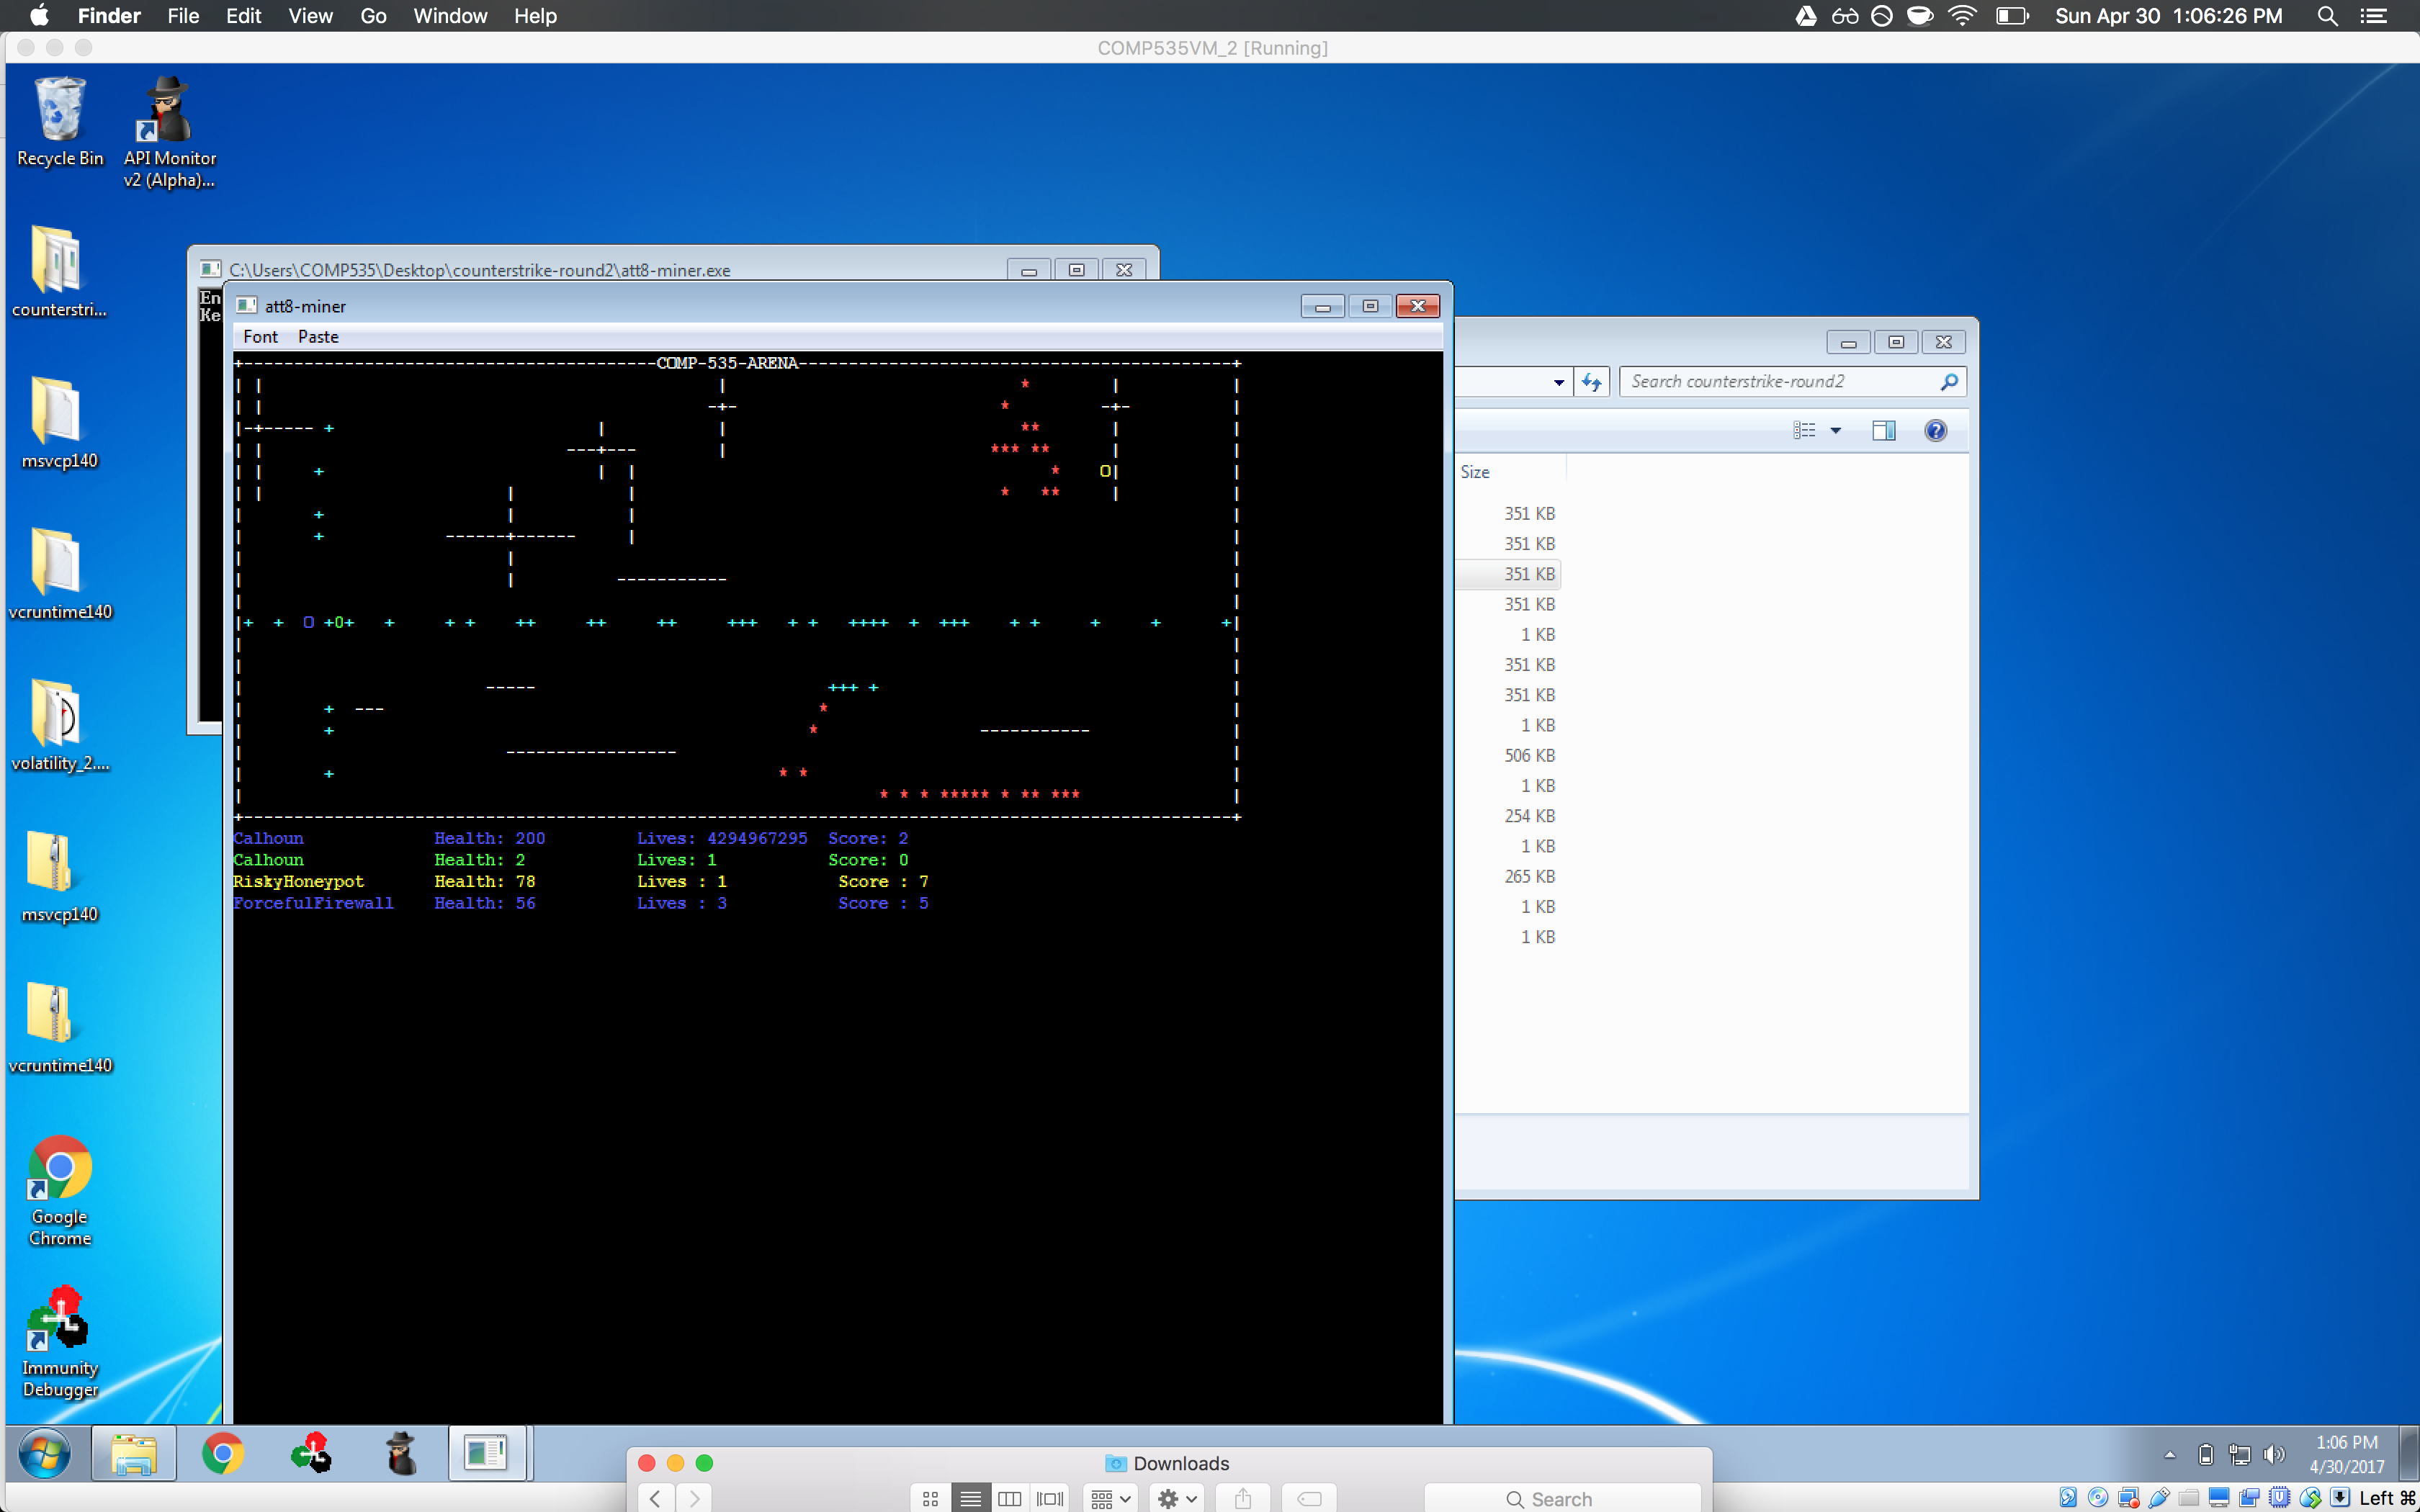 Finder File Edit View Go Window Help Sun Apr 30 1:06:26 PM
COMP535VM_2 [Running]
Recycle Bin
API Monitor
v2 (Alpha)...
counterstri...
msvcp140
vcruntime140
volatility_2....
msvcp140
vcruntime140
Google
Chrome
Immunity
Debugger
C:\Users\COMP535\Desktop\counterstrike-round2\att8-miner.exe
En
Ke
att8-miner
Font Paste
COMP-535-ARENA
Calhoun Health: 200 Lives: 4294967295 Score: 2
Calhoun Health: 2 Lives: 1 Score: 0
RiskyHoneypot Health: 78 Lives : 1 Score : 7
ForcefulFirewall Health: 56 Lives : 3 Score : 5
Search counterstrike-round2
Size
351 KB
351 KB
351 KB
351 KB
1 KB
351 KB
351 KB
1 KB
506 KB
1 KB
254 KB
1 KB
265 KB
1 KB
1 KB
Downloads
Search
1:06 PM
4/30/2017
Left ⌘